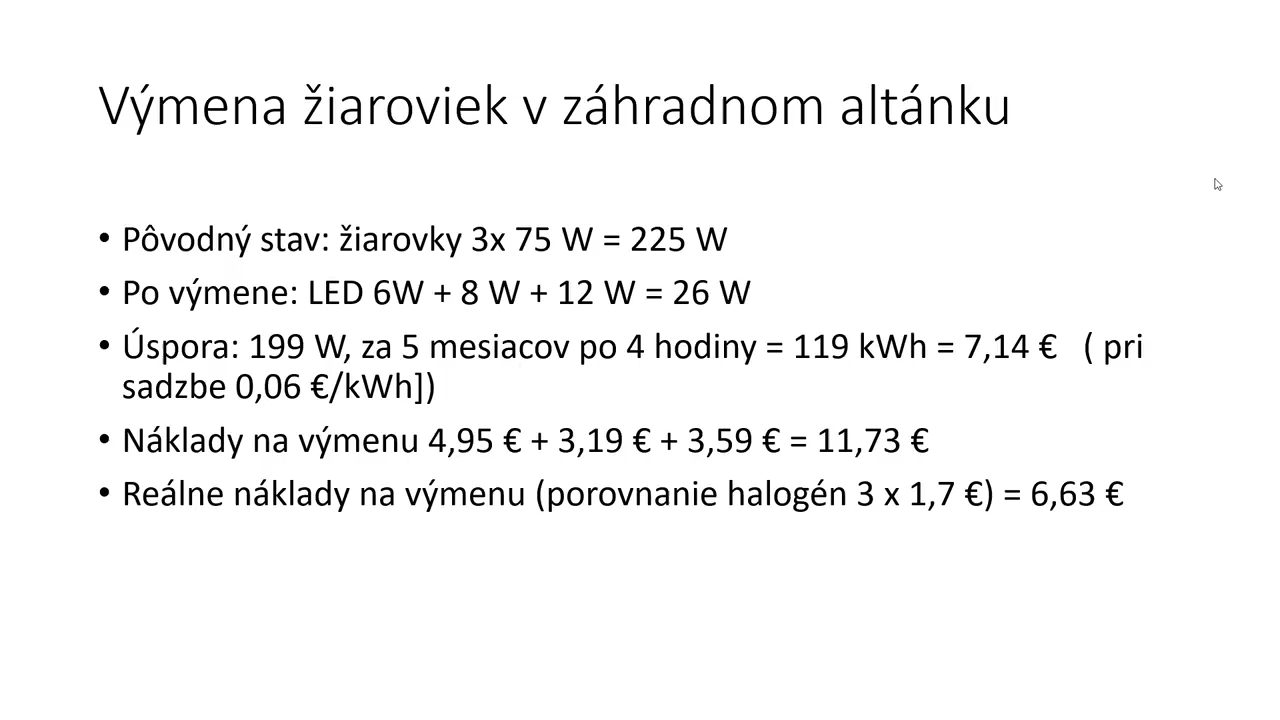 Výmena žiaroviek v záhradnom altánku
• Pôvodný stav: žiarovky 3x 75 W = 225 W
• Po výmene: LED 6W + 8 W + 12 W = 26 W
• Úspora: 199 W, za 5 mesiacov po 4 hodiny = 119 kWh = 7,14 € ( pri
sadzbe 0,06 €/kWh])
• Náklady na výmenu 4,95 € + 3,19 € + 3,59 € = 11,73 €
• Reálne náklady na výmenu (porovnanie halogén 3 x 1,7 €) = 6,63 €